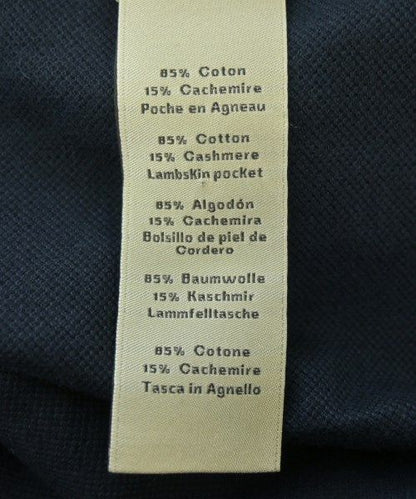 85% Coton
15% Cachemire
Poche en Agneau
85% Cotton
15% Cashmere
LambsKin pocket
85% Algodón
15% Cachemira
Bolsillo de piel de
Cordero
85% Baumwolle
15% Kaschmir
Lammfelltasche
85% Cotone
15% Cachemire
Tasca in Agnello